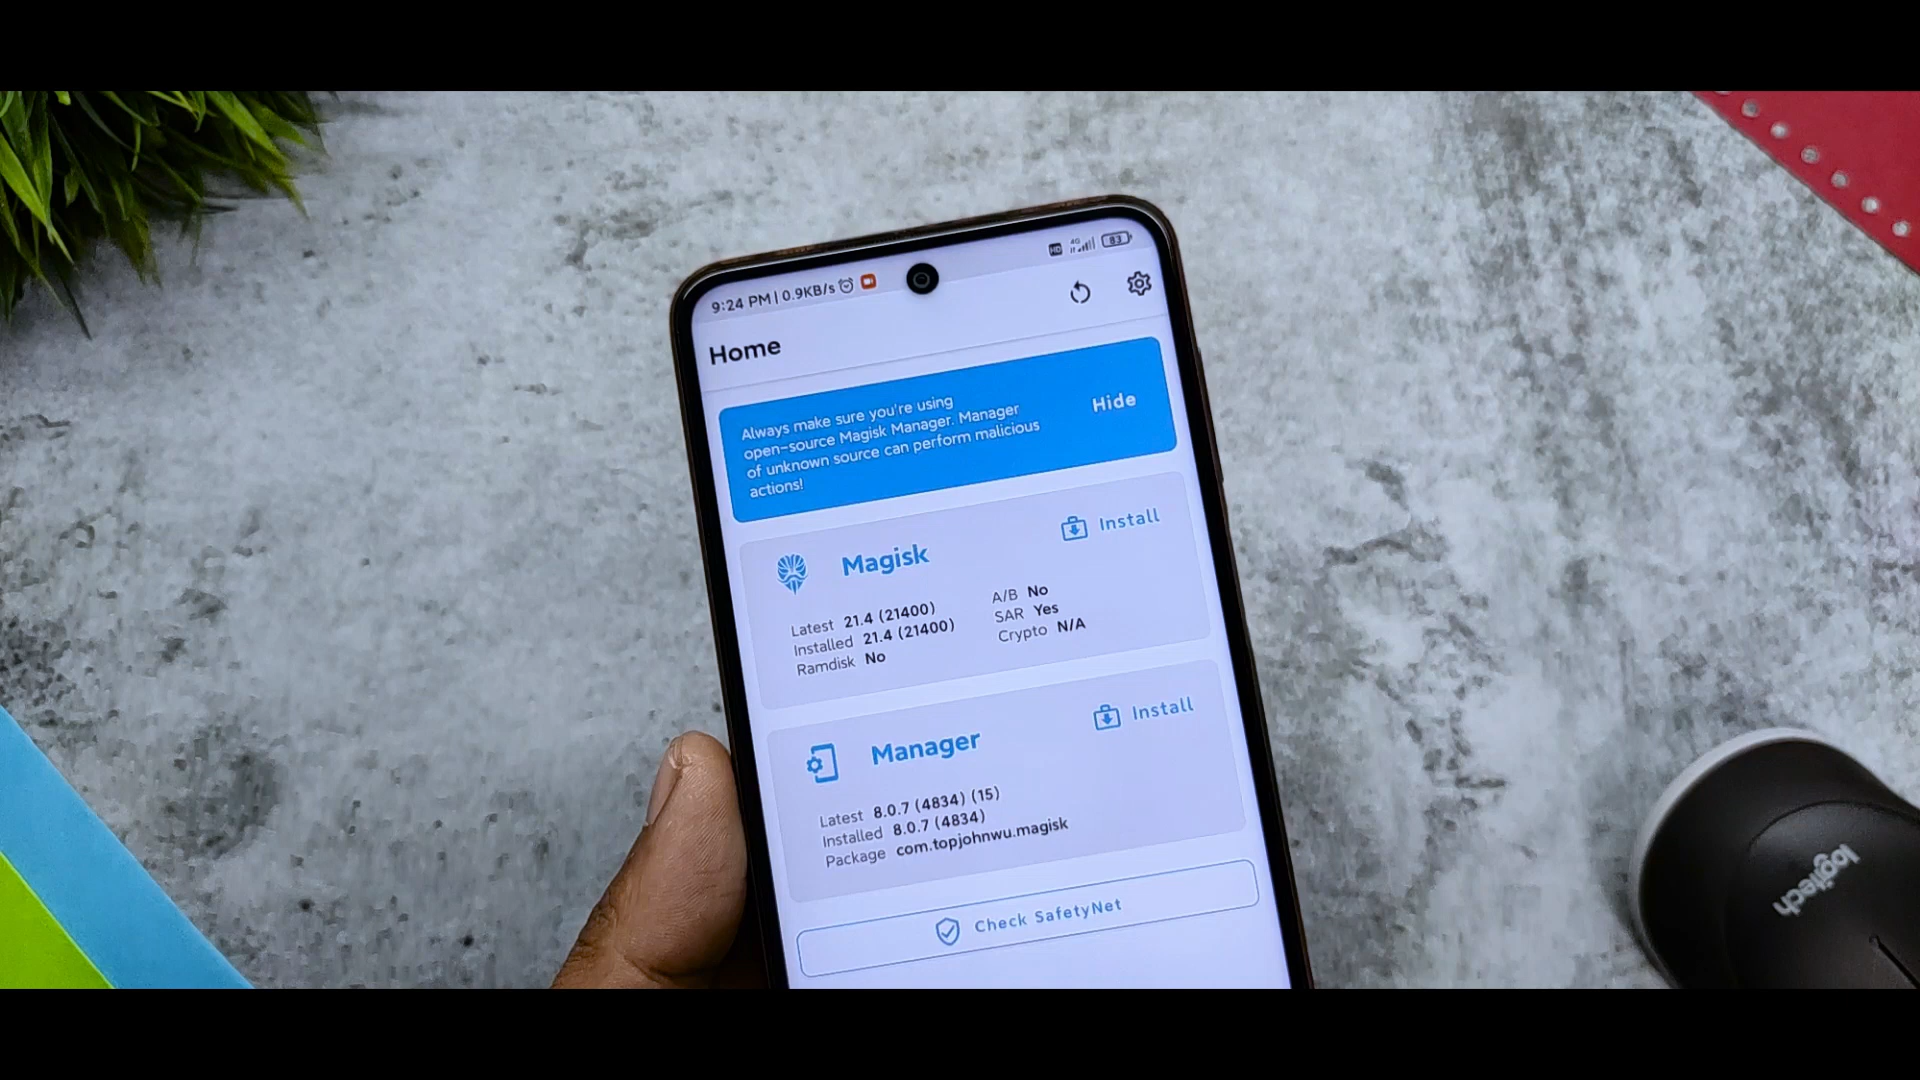 9:24 PM | 0.9KB/s
HD 4G 83
Home
Always make sure you're using
open-source Magisk Manager. Manager
of unknown source can perform malicious
actions!
Hide
Magisk
Install
Latest 21.4 (21400)
Installed 21.4 (21400)
Ramdisk No
A/B No
SAR Yes
Crypto N/A
Manager
Install
Latest 8.0.7 (4834) (15)
Installed 8.0.7 (4834)
Package com.topjohnwu.magisk
Check SafetyNet
logitech